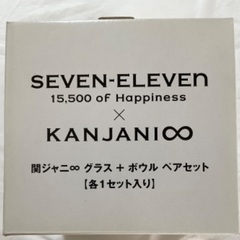 SEVEN-ELEVEn
15,500 of Happiness
×
KANJANI∞
関ジャニ∞ グラス + ボウル ペアセット
【各1セット入り】